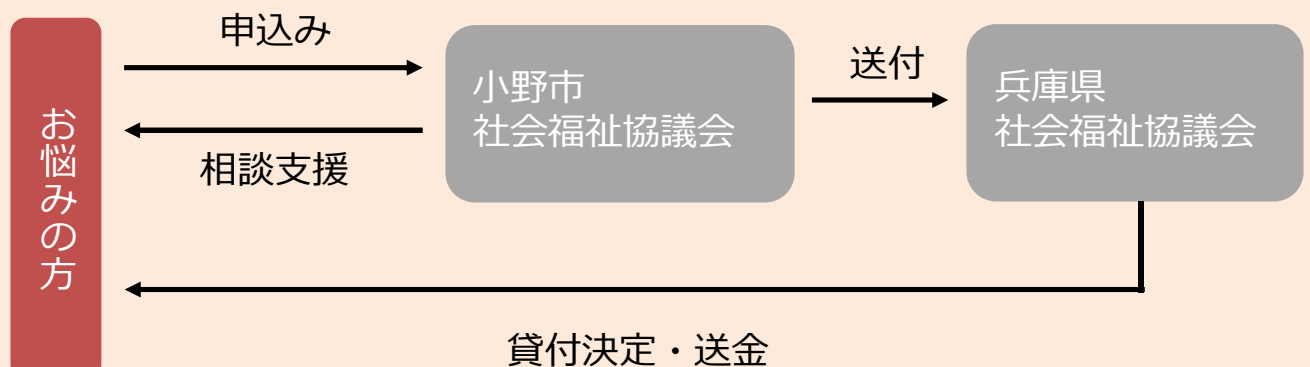 お悩みの方
申込み
相談支援
小野市
社会福祉協議会
送付
兵庫県
社会福祉協議会
貸付決定・送金